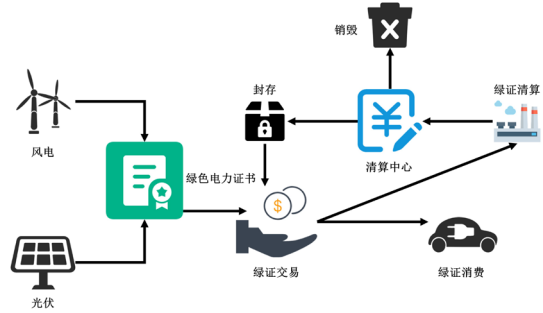 销毁
封存
绿证清算
风电
清算中心
绿色电力证书
绿证交易
绿证消费
光伏